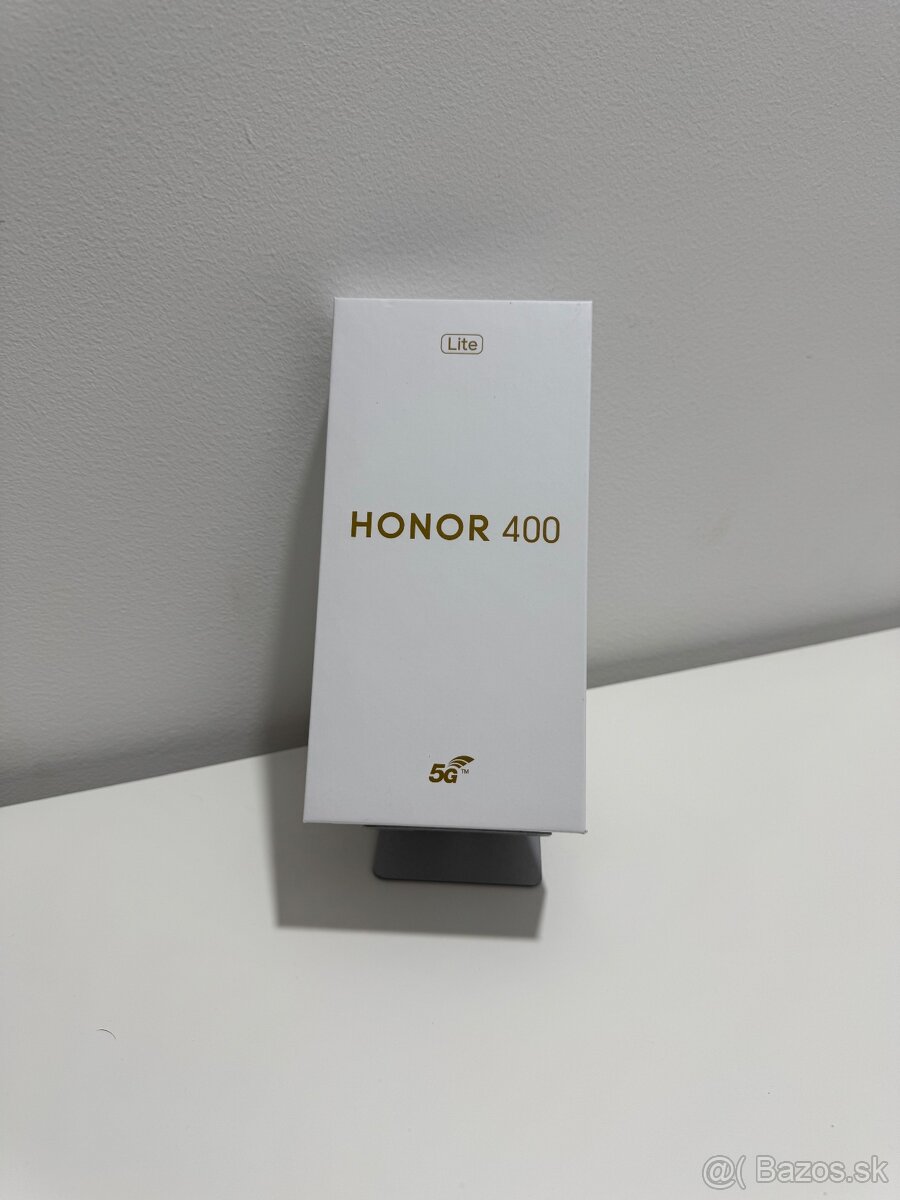 Lite
HONOR 400
5G™
@( Bazos.sk